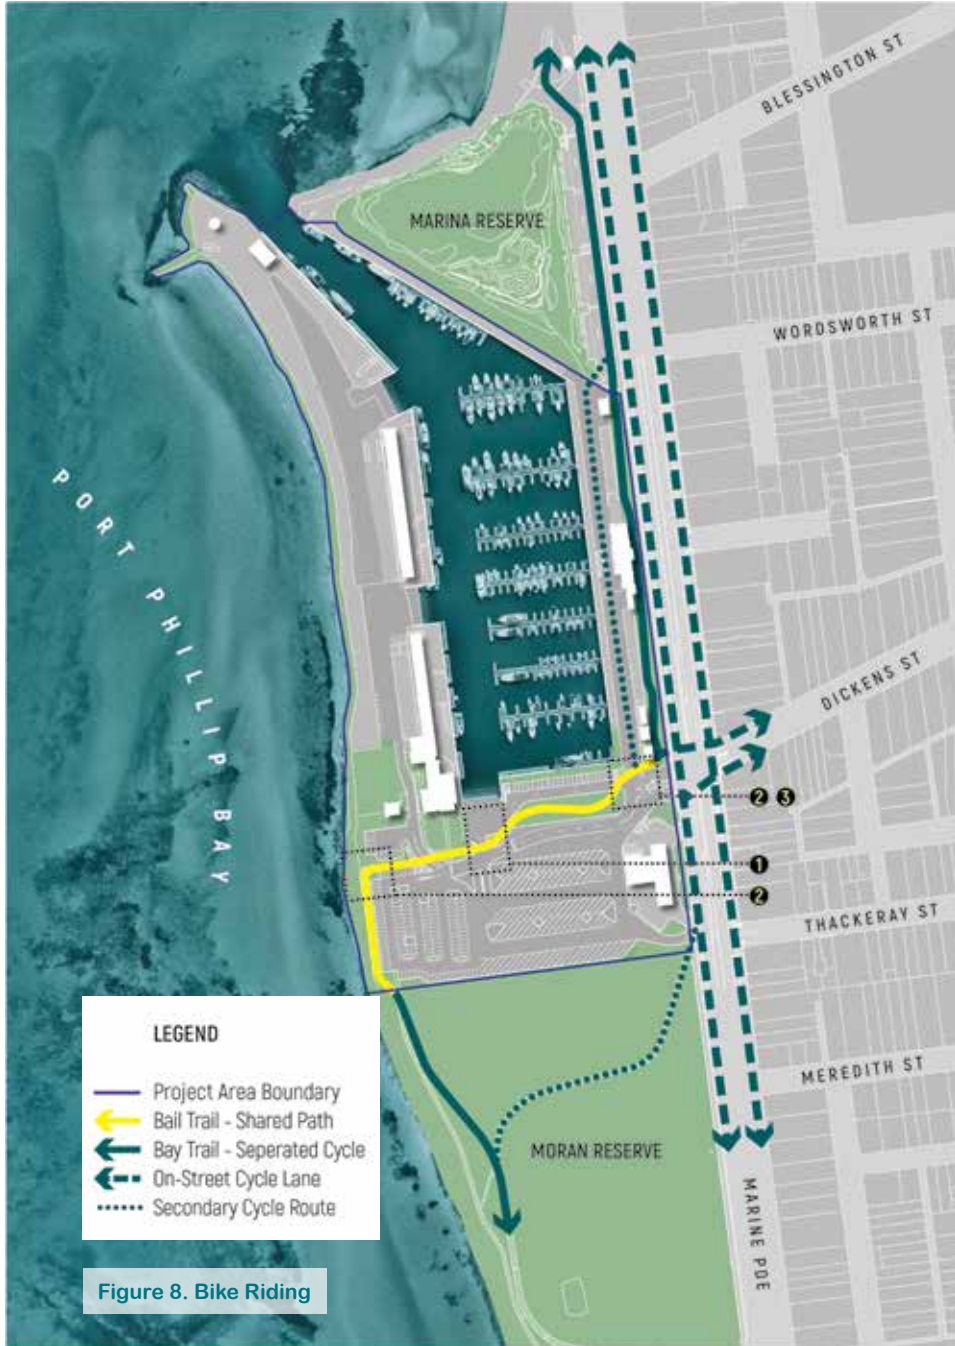 BLESSINGTON ST
MARINA RESERVE
WORDSWORTH ST
PORT PHILLIP BAY
DICKENS ST
2 3
1
2
THACKERAY ST
MEREDITH ST
MORAN RESERVE
MARINE PDE
LEGEND
Project Area Boundary
Bail Trail - Shared Path
Bay Trail - Seperated Cycle
On-Street Cycle Lane
Secondary Cycle Route
Figure 8. Bike Riding